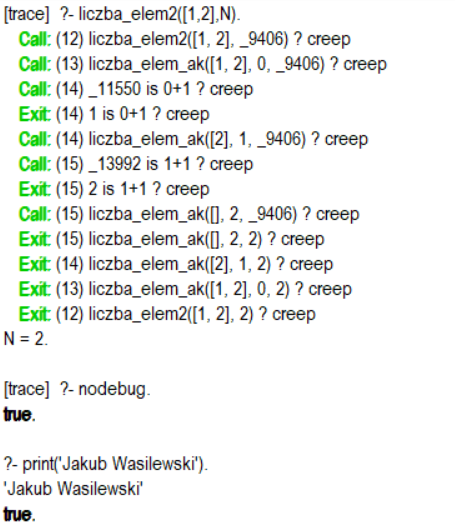 [trace]  ?- liczba_elem2([1,2],N).
Call: (12) liczba_elem2([1, 2], _9406) ? creep
Call: (13) liczba_elem_ak([1, 2], 0, _9406) ? creep
Call: (14) _11550 is 0+1 ? creep
Exit: (14) 1 is 0+1 ? creep
Call: (14) liczba_elem_ak([2], 1, _9406) ? creep
Call: (15) _13992 is 1+1 ? creep
Exit: (15) 2 is 1+1 ? creep
Call: (15) liczba_elem_ak([], 2, _9406) ? creep
Exit: (15) liczba_elem_ak([], 2, 2) ? creep
Exit: (14) liczba_elem_ak([2], 1, 2) ? creep
Exit: (13) liczba_elem_ak([1, 2], 0, 2) ? creep
Exit: (12) liczba_elem2([1, 2], 2) ? creep
N = 2.
[trace]  ?- nodebug.
true.
?- print('Jakub Wasilewski').
'Jakub Wasilewski'
true.